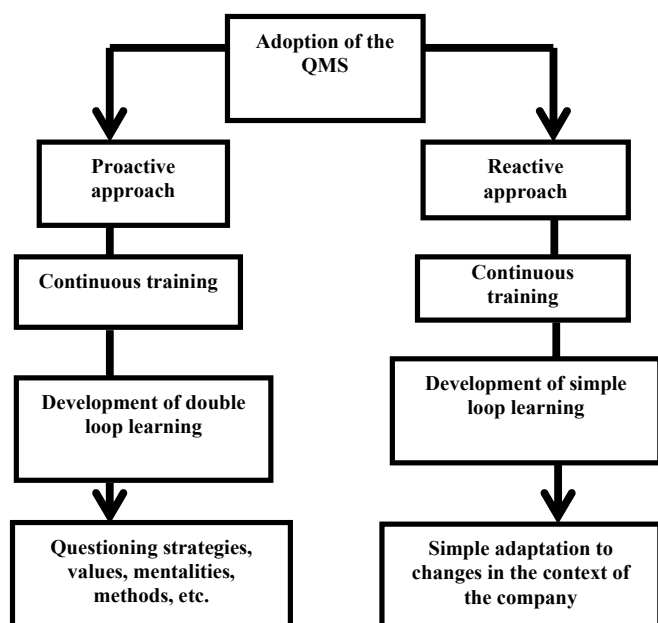 Adoption of the
QMS
Proactive
approach
Reactive
approach
Continuous training
Continuous
training
Development of double
loop learning
Development of simple
loop learning
Questioning strategies,
values, mentalities,
methods, etc.
Simple adaptation to
changes in the context of
the company